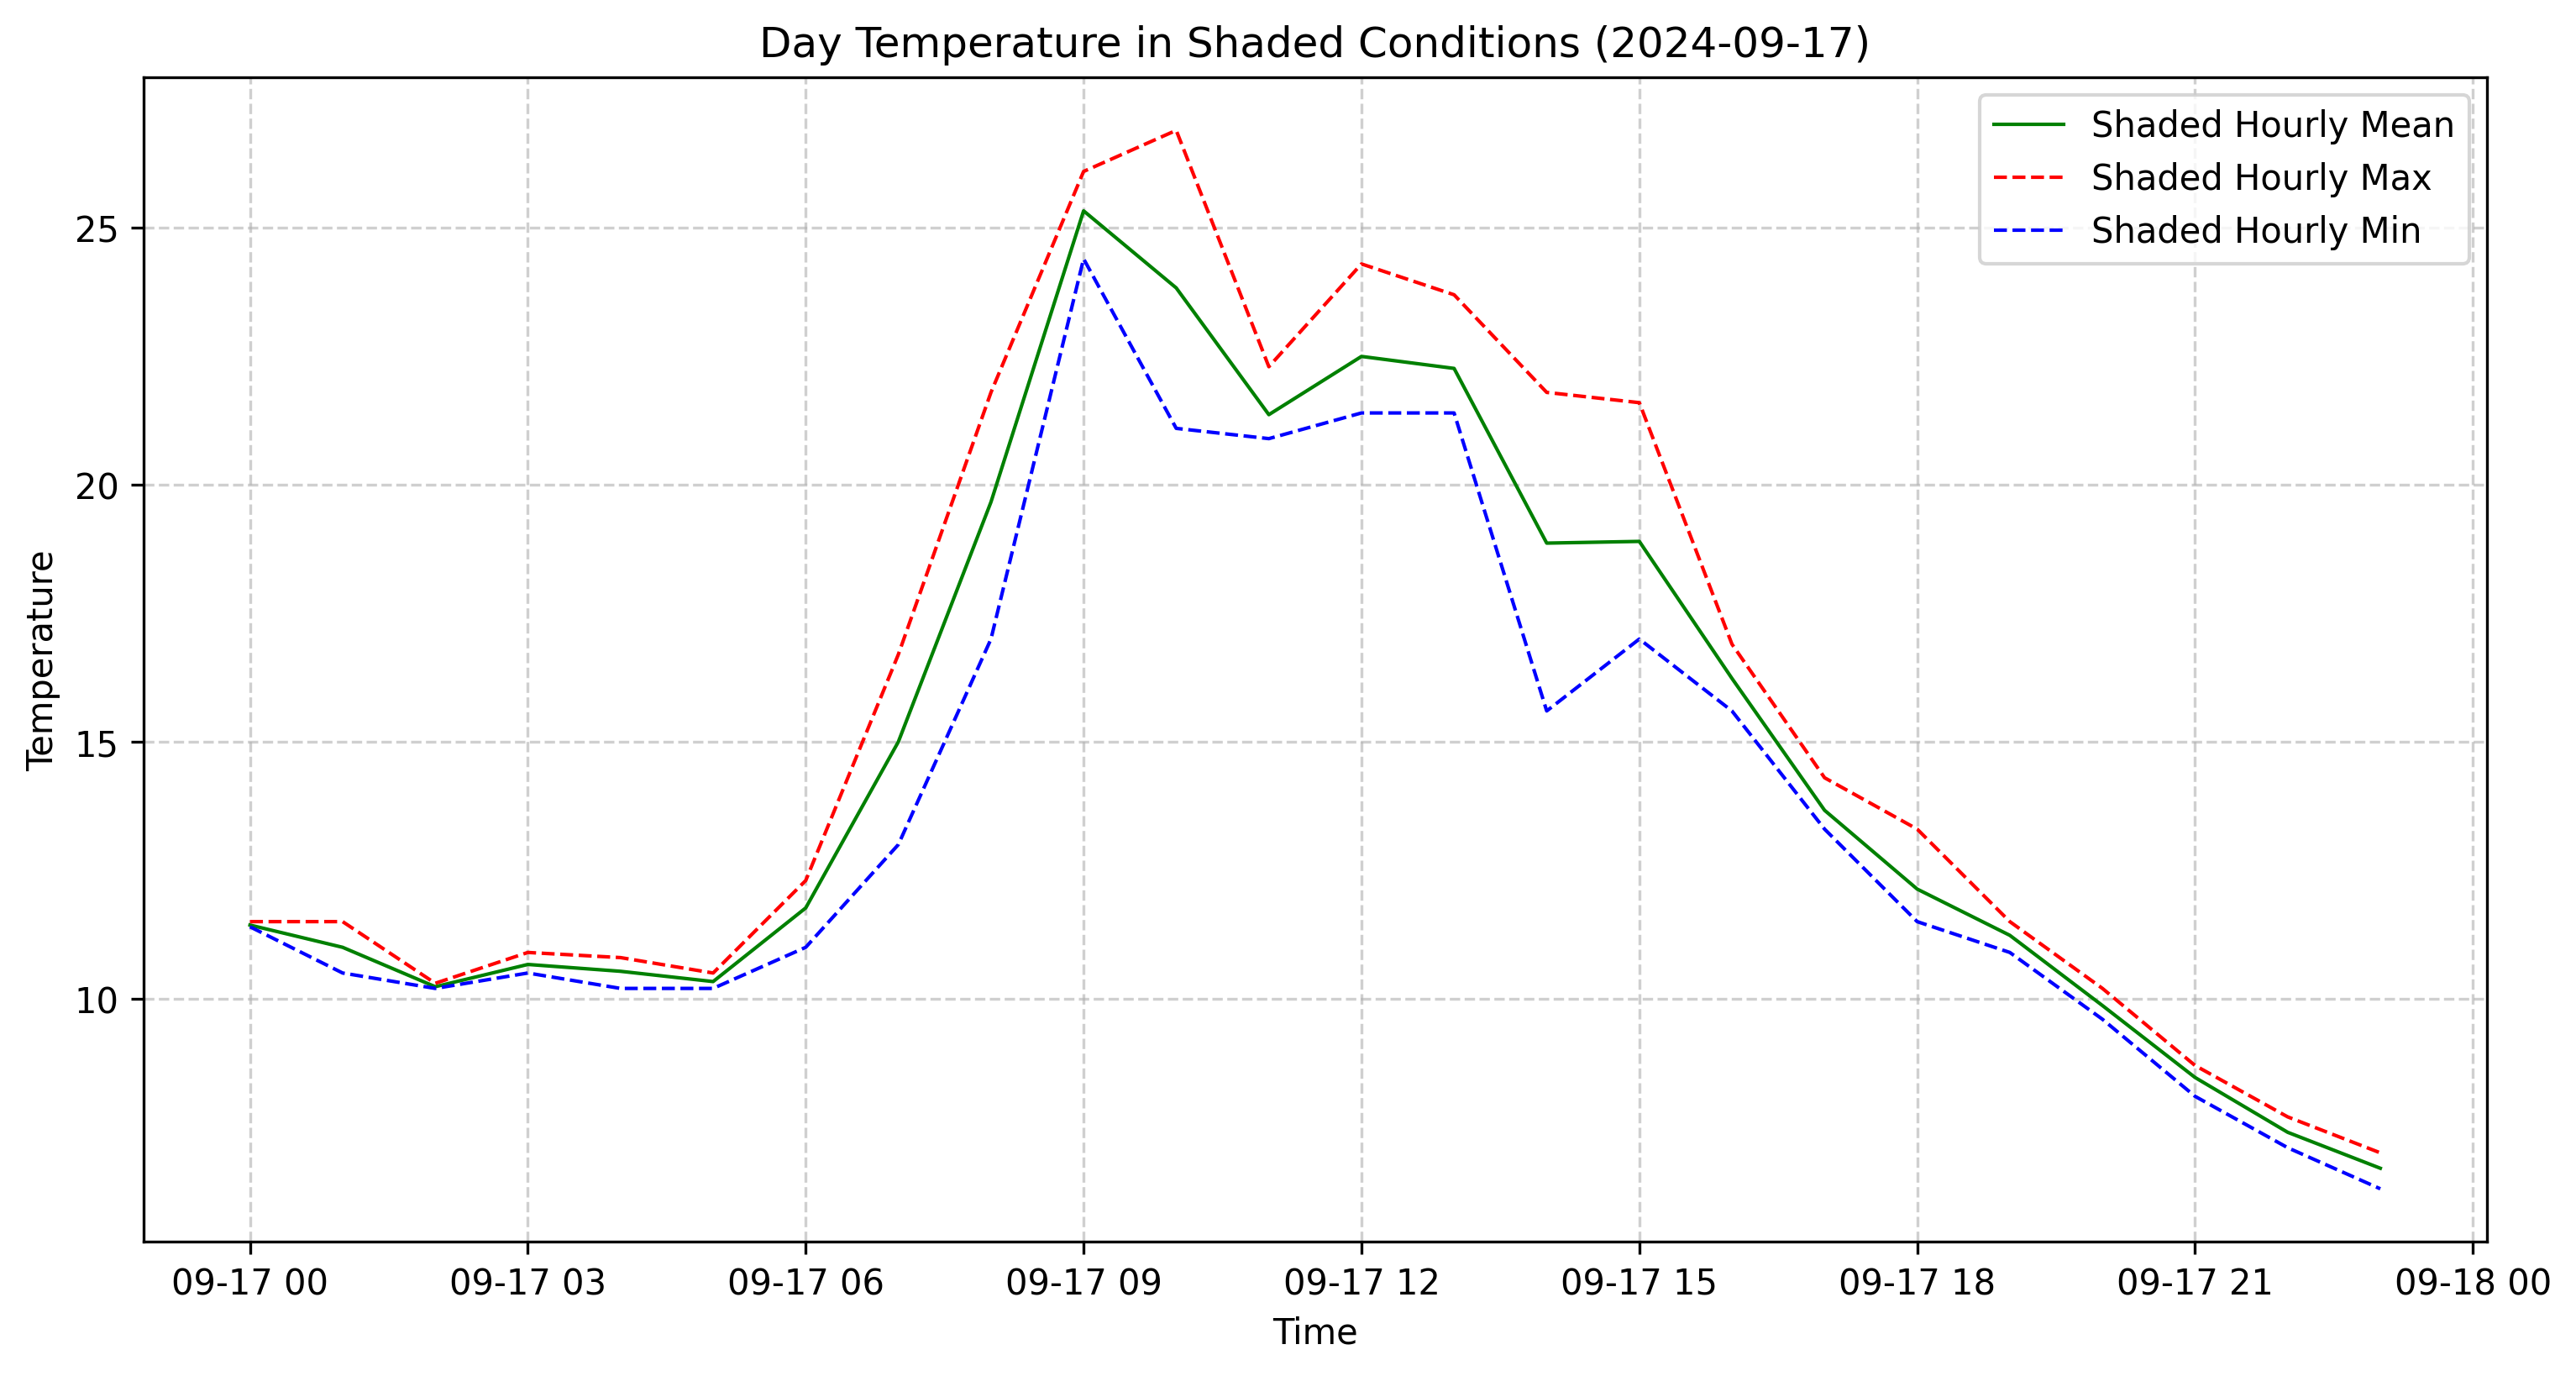 Day Temperature in Shaded Conditions (2024-09-17)
Shaded Hourly Mean
Shaded Hourly Max
Shaded Hourly Min
Temperature
25
20
15
10
09-17 00
09-17 03
09-17 06
09-17 09
09-17 12
09-17 15
09-17 18
09-17 21
09-18 00
Time